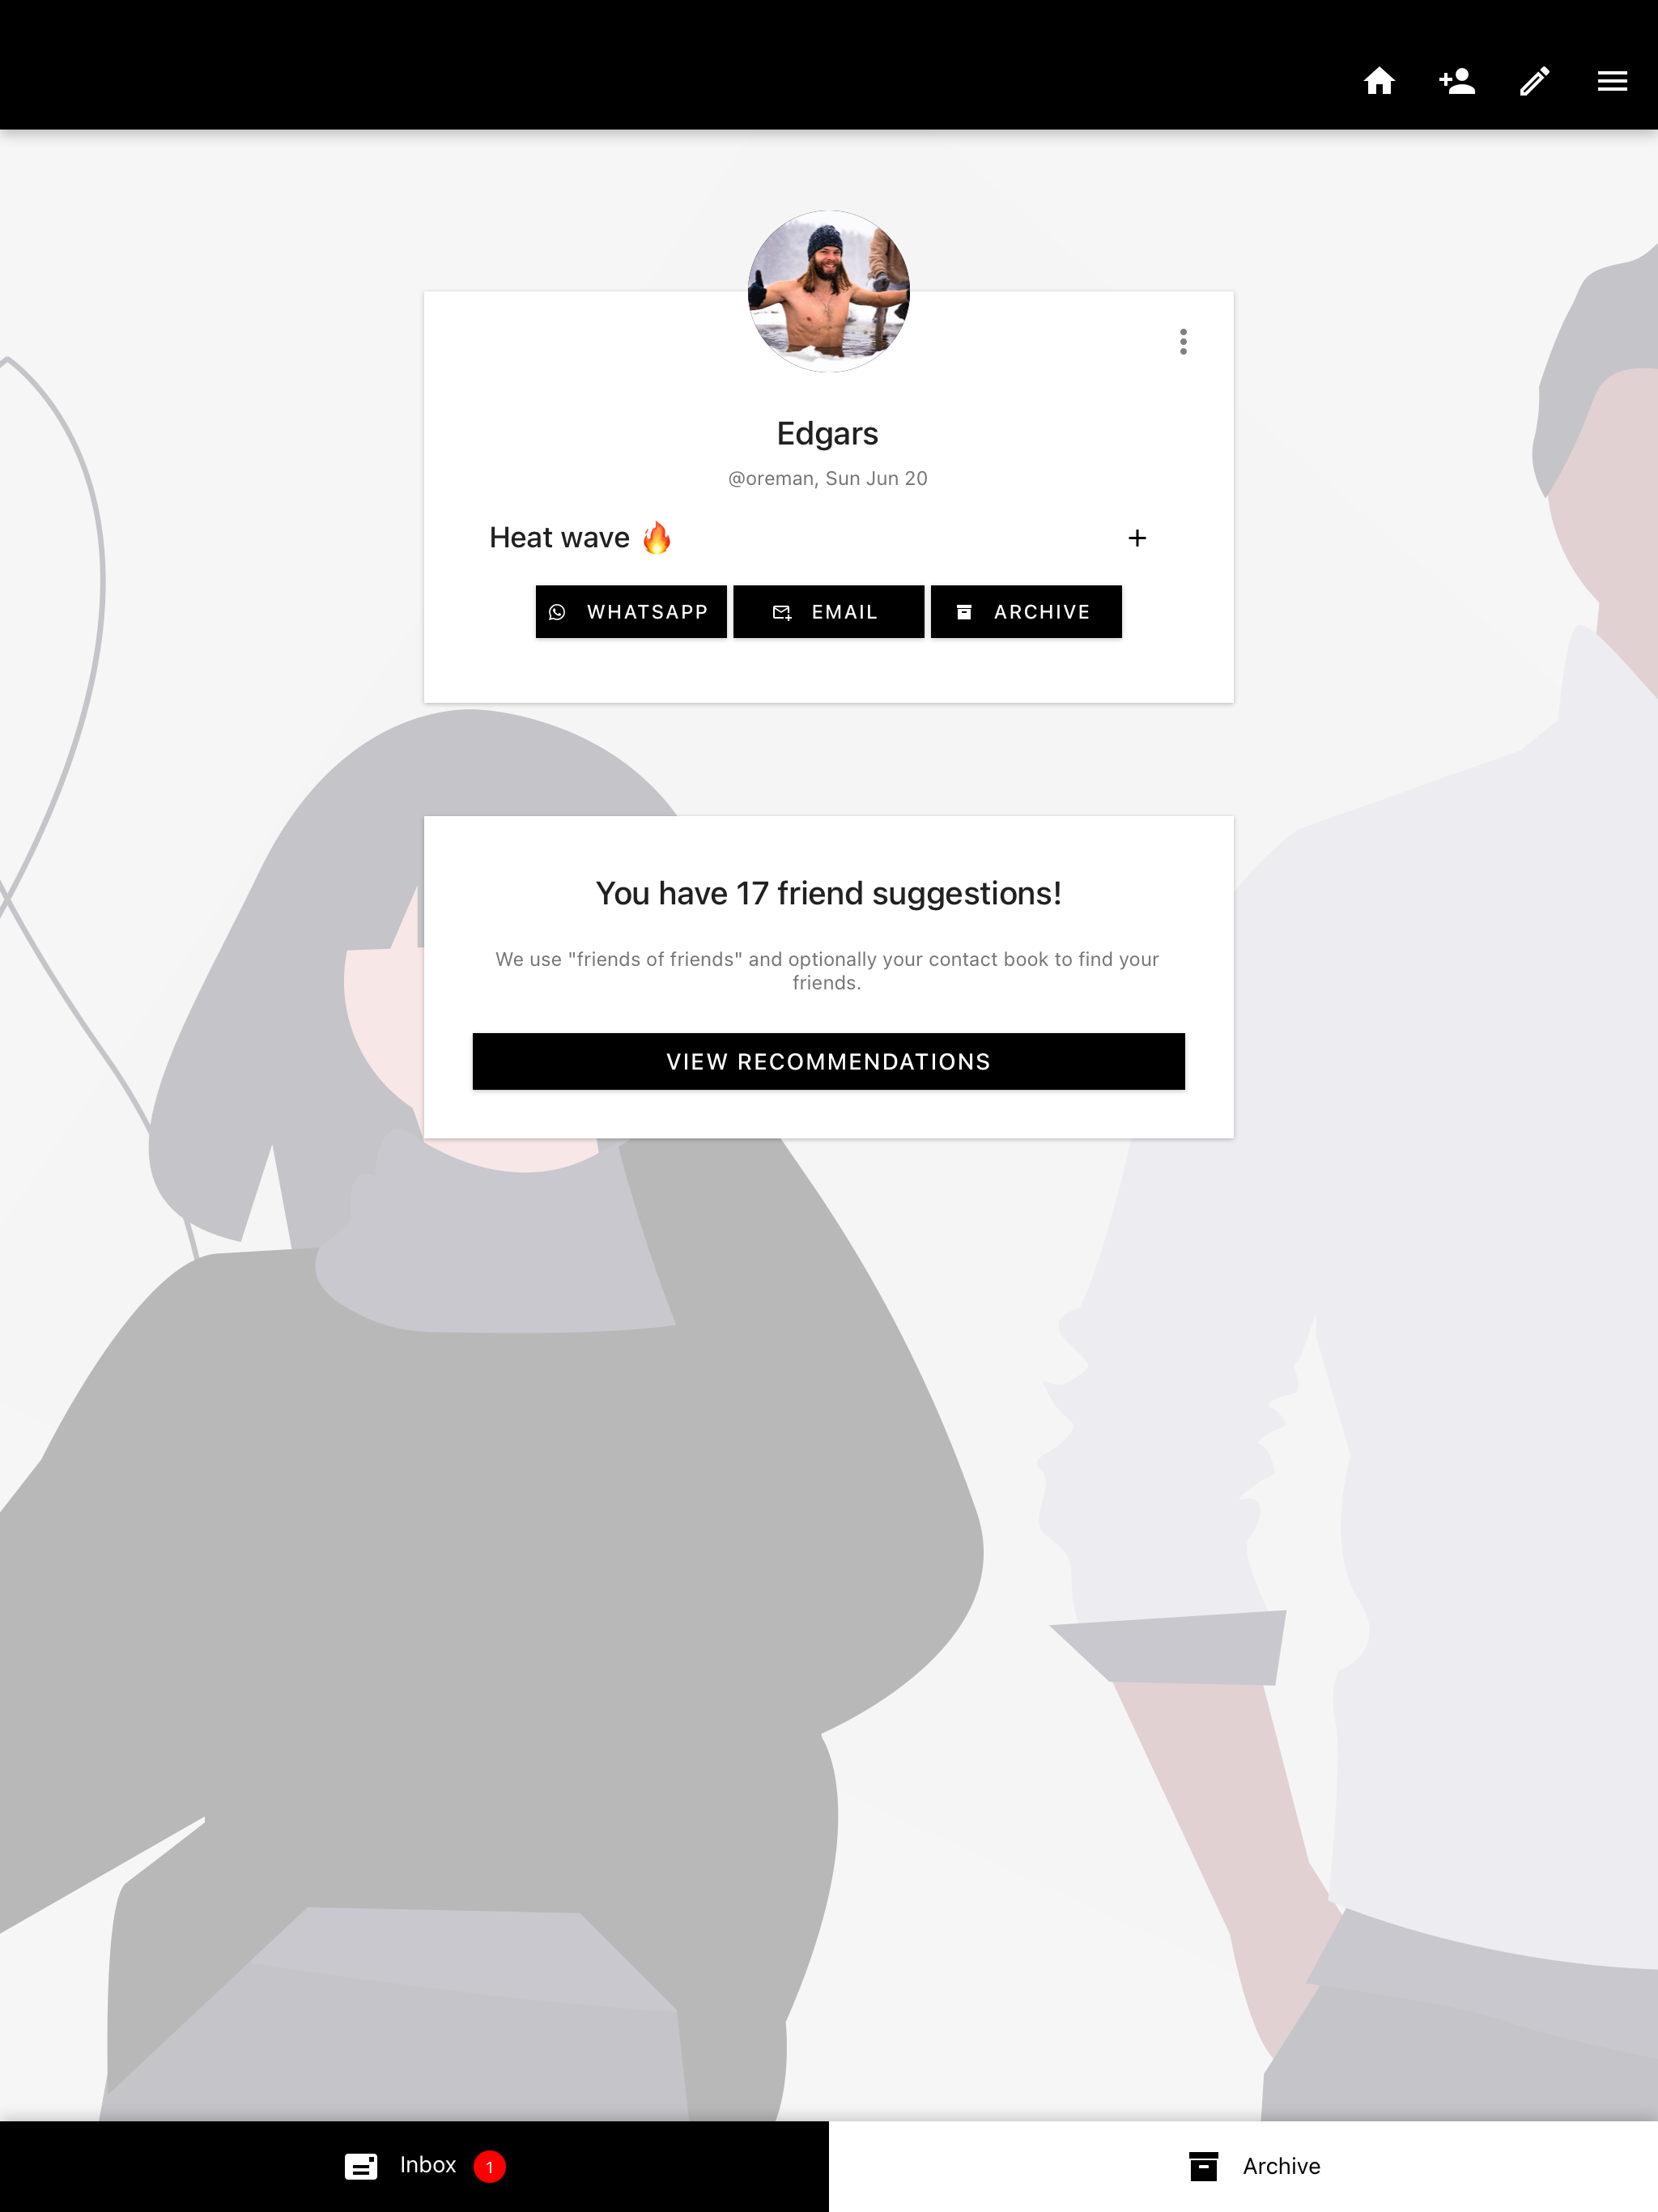 Edgars
@oreman, Sun Jun 20
Heat wave 🔥
WHATSAPP
EMAIL
ARCHIVE
You have 17 friend suggestions!
We use "friends of friends" and optionally your contact book to find your
friends.
VIEW RECOMMENDATIONS
Inbox 1
Archive